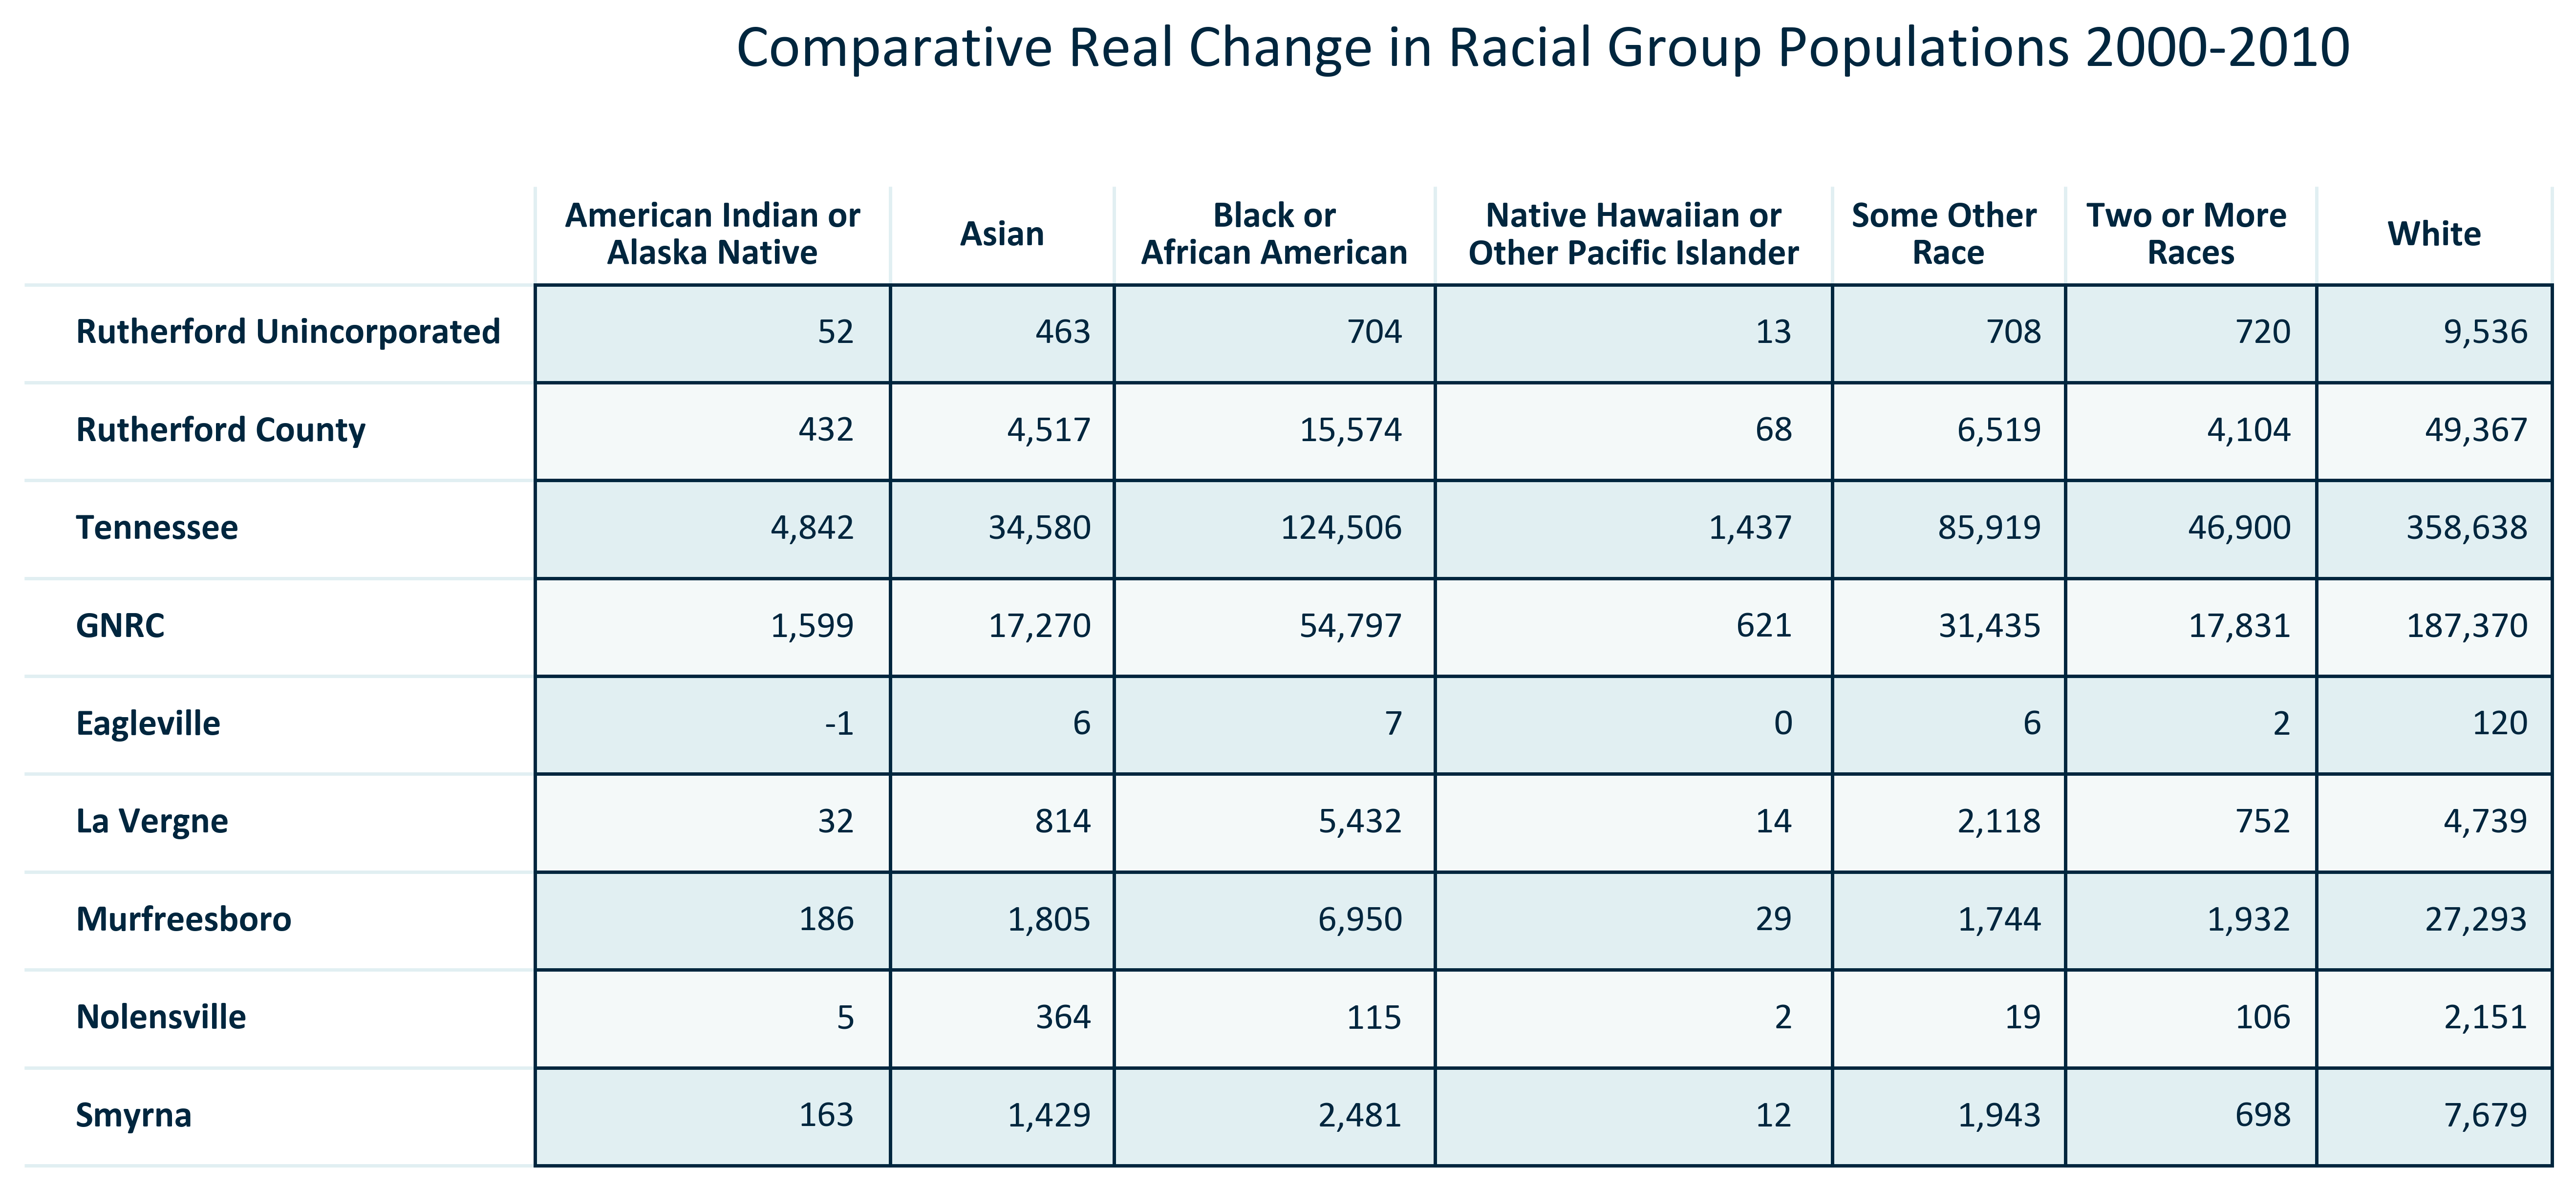 Comparative Real Change in Racial Group Populations 2000-2010
American Indian or Alaska Native Asian Black or African American Native Hawaiian or Other Pacific Islander Some Other Race Two or More Races White
Rutherford Unincorporated 52 463 704 13 708 720 9,536
Rutherford County 432 4,517 15,574 68 6,519 4,104 49,367
Tennessee 4,842 34,580 124,506 1,437 85,919 46,900 358,638
GNRC 1,599 17,270 54,797 621 31,435 17,831 187,370
Eagleville -1 6 7 0 6 2 120
La Vergne 32 814 5,432 14 2,118 752 4,739
Murfreesboro 186 1,805 6,950 29 1,744 1,932 27,293
Nolensville 5 364 115 2 19 106 2,151
Smyrna 163 1,429 2,481 12 1,943 698 7,679